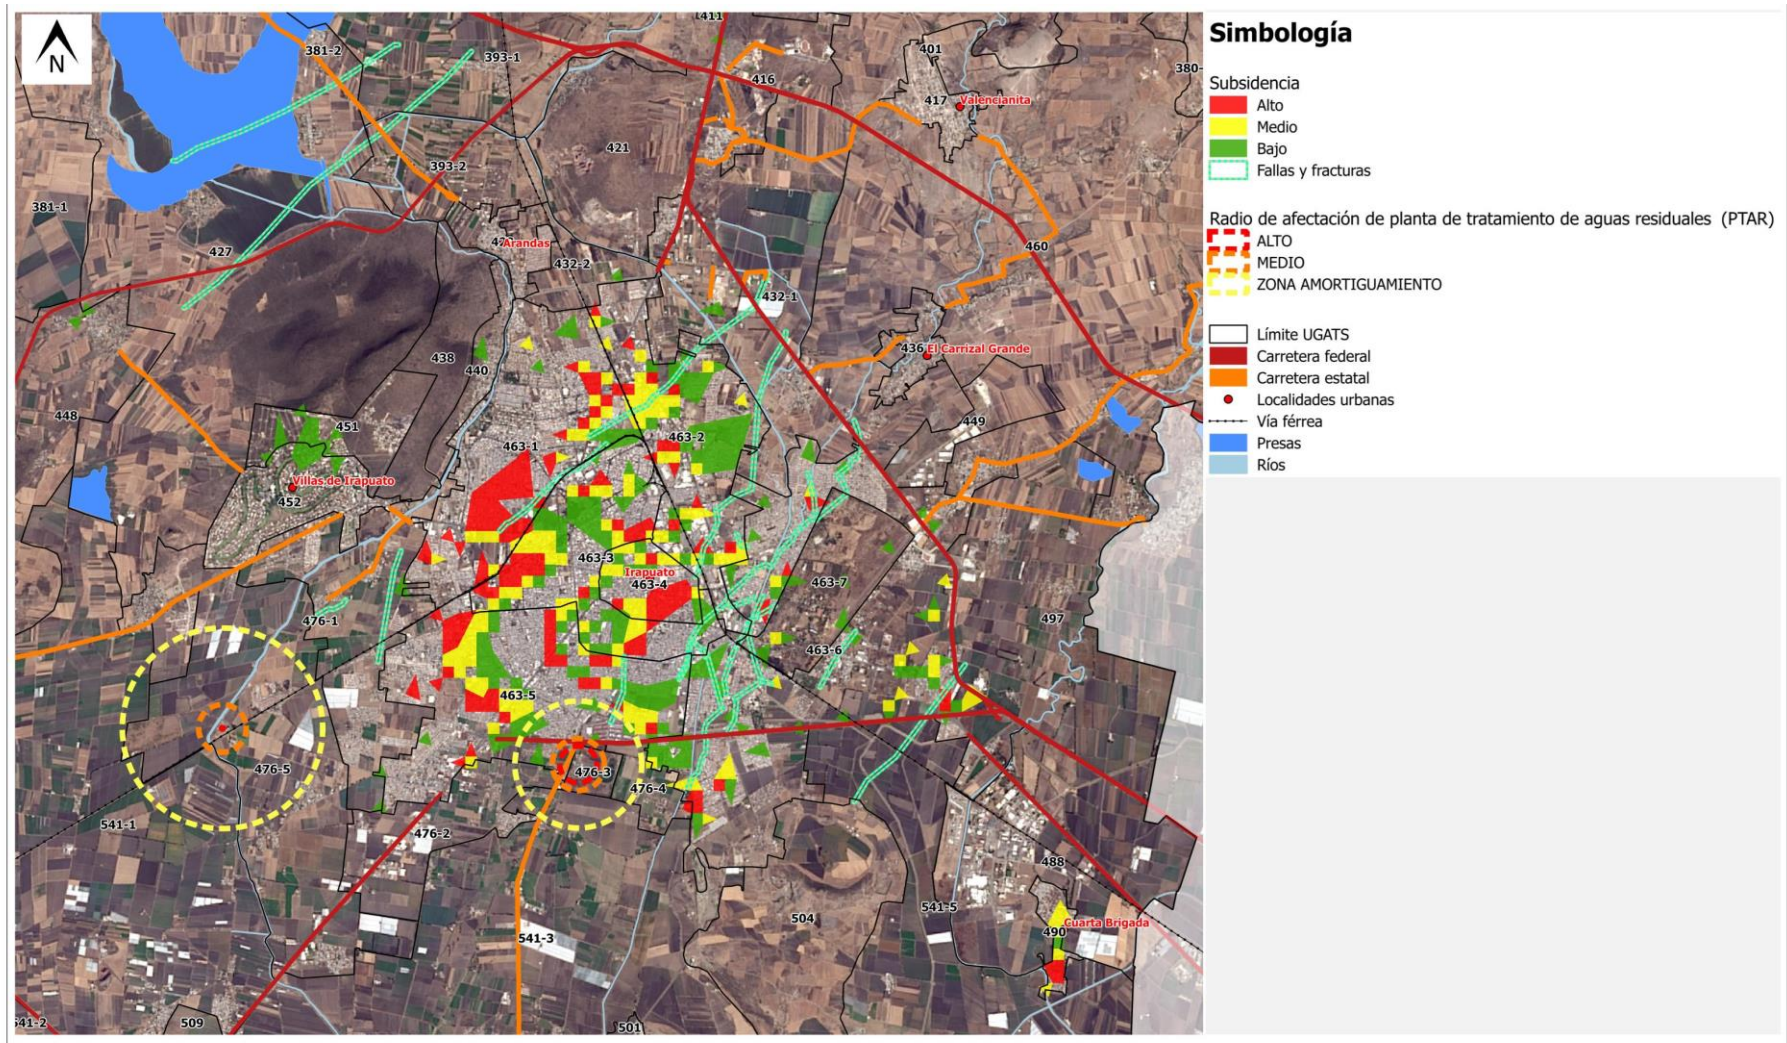 N
381-2
393-1
411
401
416
380-
417
Valencianita
421
393-2
381-1
427
Arandas
432-2
460
432-1
436
El Carrizal Grande
438
440
448
451
449
463-1
463-2
Villas de Irapuato
452
463-3
Irapuato
463-4
463-7
476-1
497
463-6
463-5
476-5
476-3
476-4
541-1
476-2
488
504
541-5
Cuarta Brigada
490
541-3
509
541-2
501
Simbología
Subsidencia
Alto
Medio
Bajo
Fallas y fracturas
Radio de afectación de planta de tratamiento de aguas residuales (PTAR)
ALTO
MEDIO
ZONA AMORTIGUAMIENTO
Límite UGATS
Carretera federal
Carretera estatal
Localidades urbanas
Vía férrea
Presas
Ríos